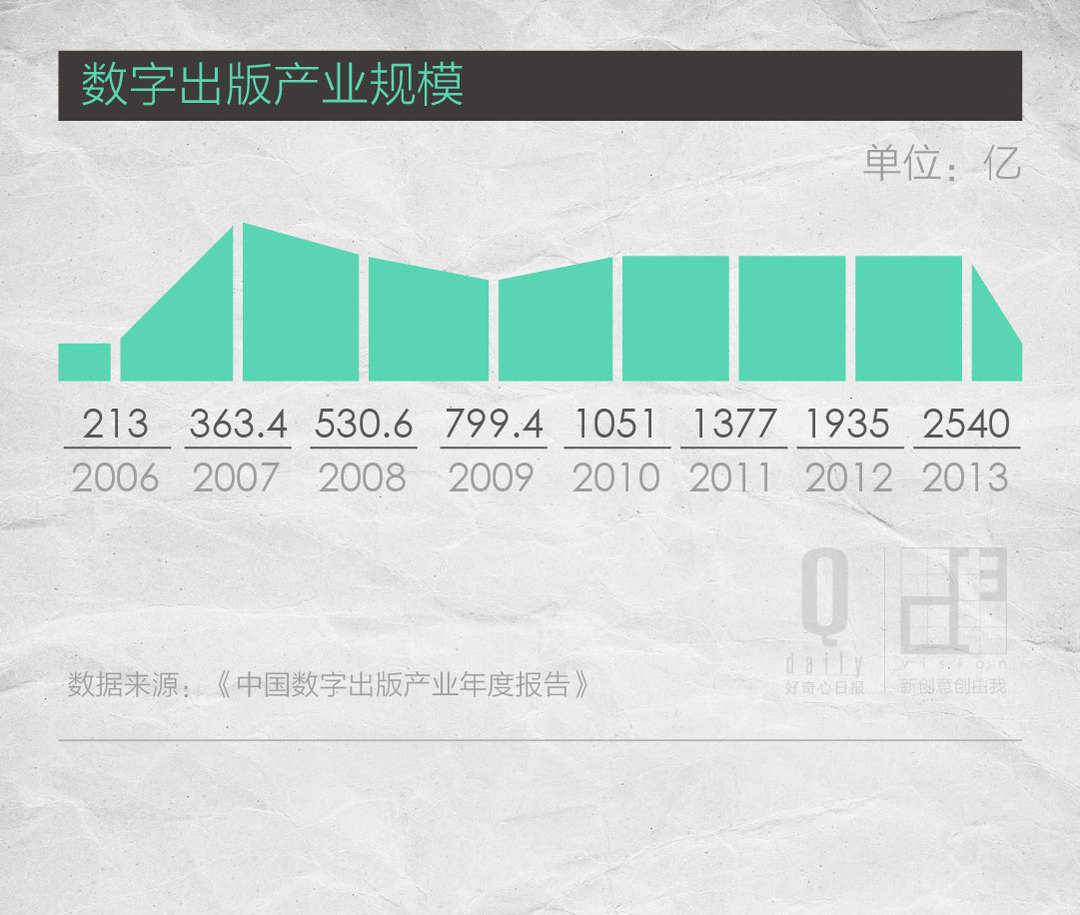 数字出版产业规模
单位：亿
213 363.4 530.6 799.4 1051 1377 1935 2540
2006 2007 2008 2009 2010 2011 2012 2013
数据来源：《中国数字出版产业年度报告》
Q
daily
好奇心日报
vision
新创意创由我